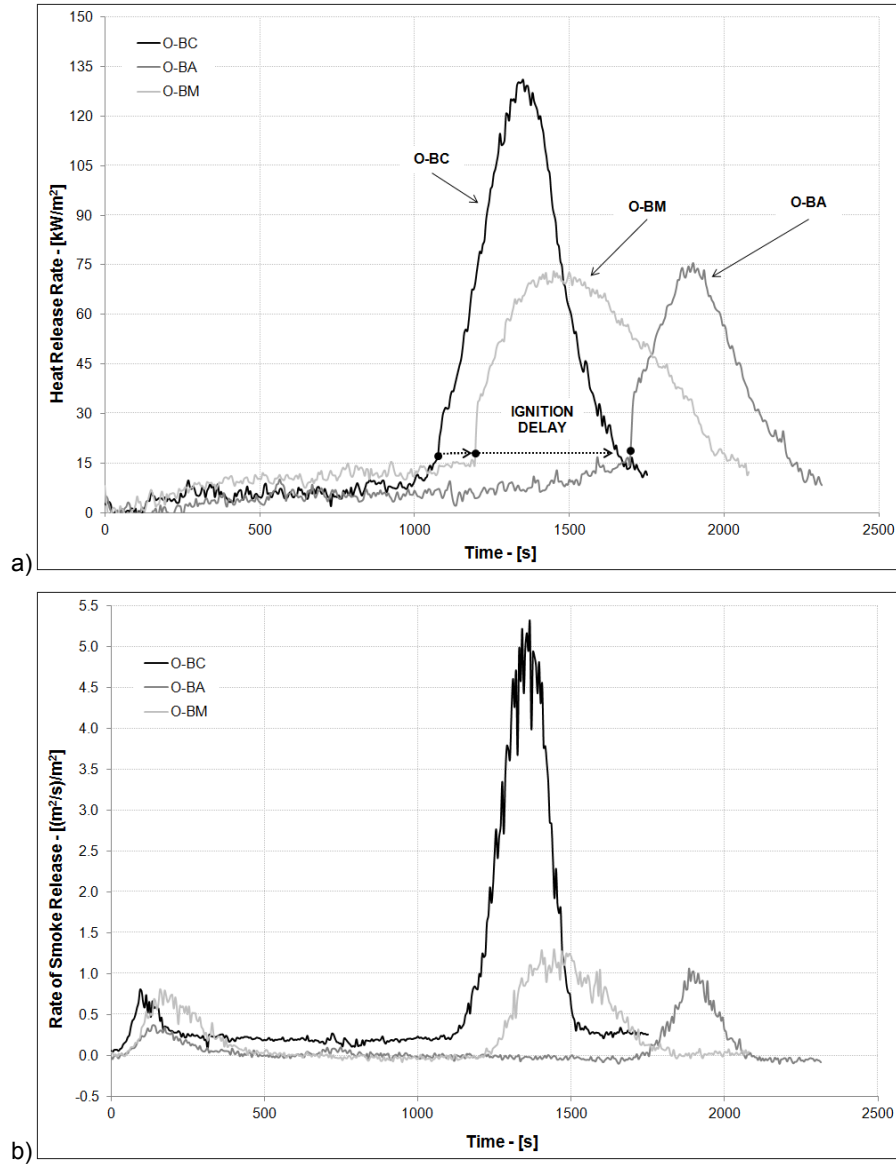 150
135
120
105
90
75
60
45
30
15
0
Heat Release Rate - [kW/m²]
O-BC
O-BA
O-BM
O-BC
O-BM
O-BA
IGNITION
DELAY
0 500 1000 1500 2000 2500
Time - [s]
a)
5.5
5.0
4.5
4.0
3.5
3.0
2.5
2.0
1.5
1.0
0.5
0.0
-0.5
Rate of Smoke Release - [(m²/s)/m²]
O-BC
O-BA
O-BM
0 500 1000 1500 2000 2500
Time - [s]
b)